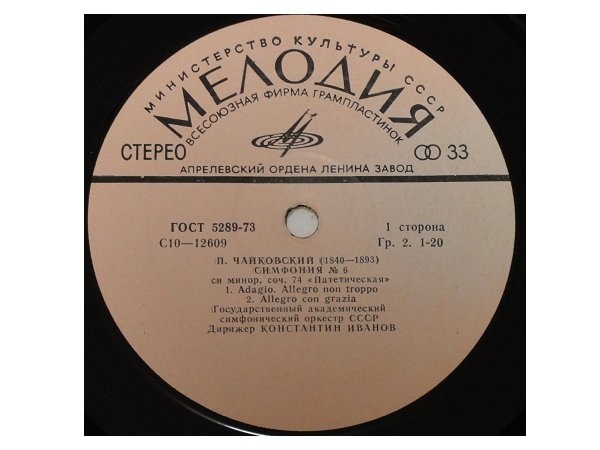 МИНИСТЕРСТВО КУЛЬТУРЫ СССР
МЕЛОДИЯ
ВСЕСОЮЗНАЯ ФИРМА ГРАМПЛАСТИНОК
СТЕРЕО 33
АПРЕЛЕВСКИЙ ОРДЕНА ЛЕНИНА ЗАВОД
ГОСТ 5289-73 1 сторона
С10—12609 Гр. 2. 1-20
П. ЧАЙКОВСКИЙ (1840—1893)
СИМФОНИЯ № 6
си минор, соч. 74 «Патетическая»
1. Adagio. Allegro non troppo
2. Allegro con grazia
Государственный академический
симфонический оркестр СССР
Дирижер КОНСТАНТИН ИВАНОВ